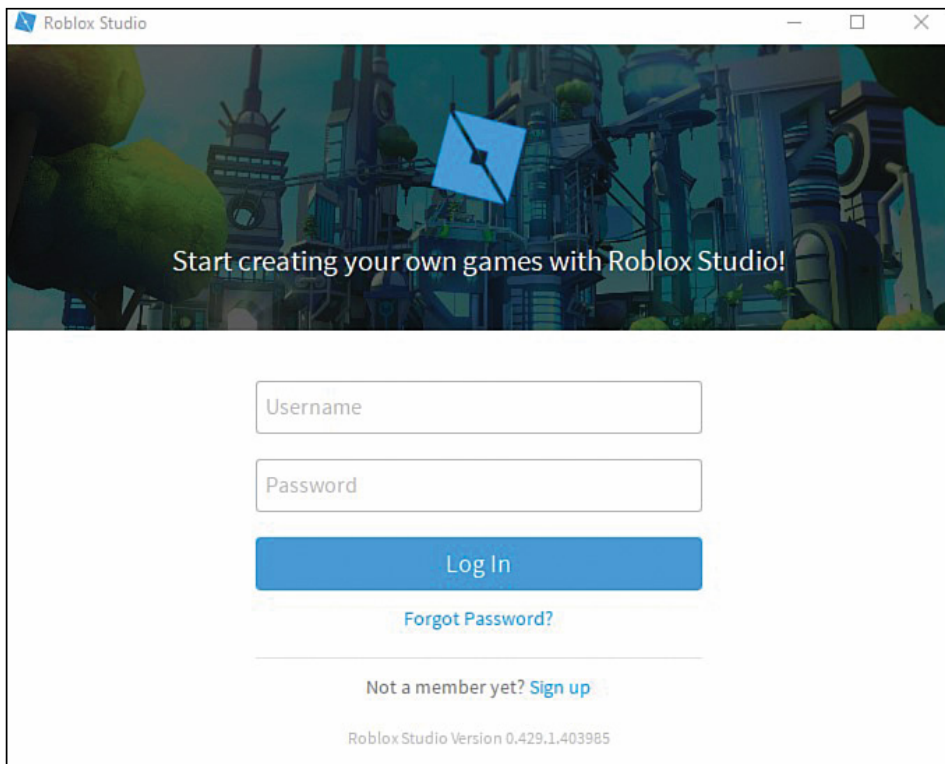 Roblox Studio
Start creating your own games with Roblox Studio!
Username
Password
Log In
Forgot Password?
Not a member yet? Sign up
Roblox Studio Version 0.429.1.403985